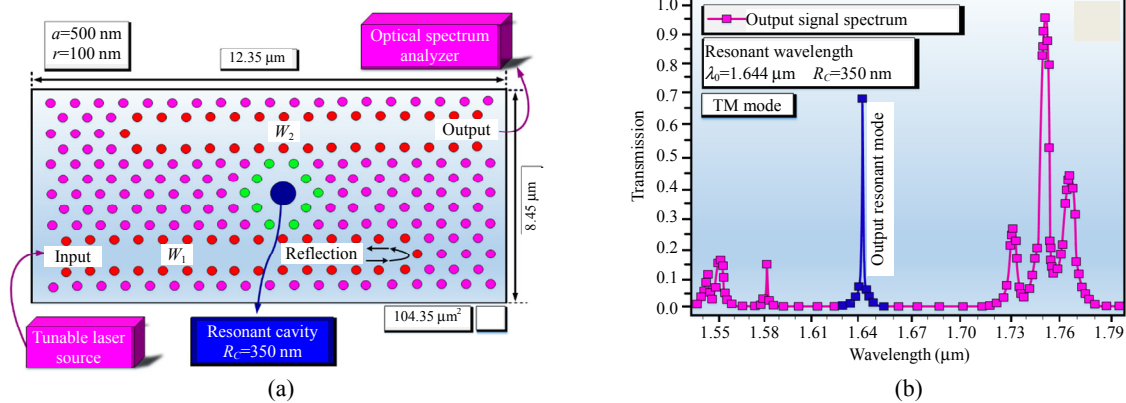 a=500 nm
r=100 nm
12.35 µm
Optical spectrum
analyzer
W2
Output
8.45 µm
Input
W1
Reflection
104.35 µm²
Tunable laser
source
Resonant cavity
RC=350 nm
(a)
Output signal spectrum
Resonant wavelength
λ0=1.644 µm RC=350 nm
TM mode
Output resonant mode
Transmission
1.0
0.9
0.8
0.7
0.6
0.5
0.4
0.3
0.2
0.1
0.0
1.55 1.58 1.61 1.64 1.67 1.70 1.73 1.76 1.79
Wavelength (µm)
(b)